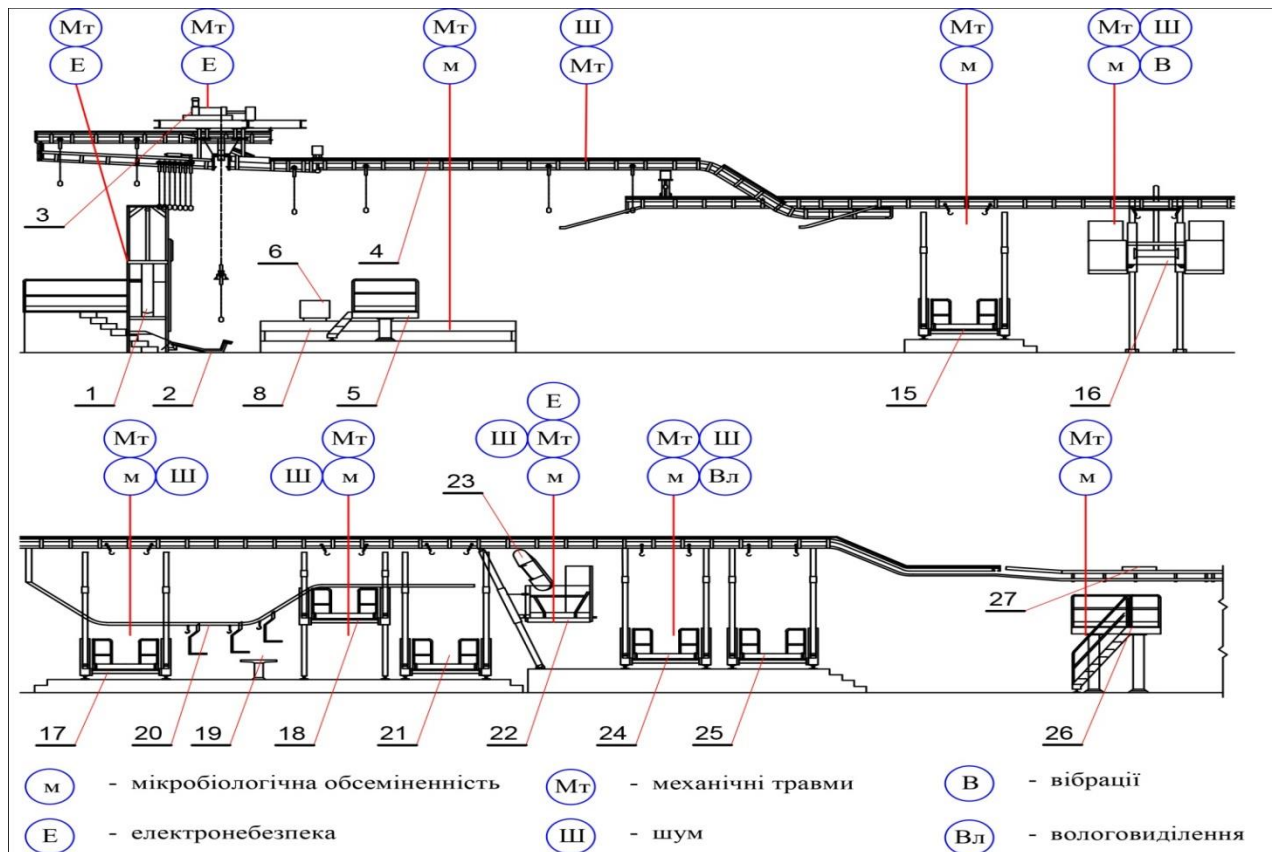 Мт Мт Мт Ш Мт Мт Ш
Е Е м Мт м м В
3 6 4
1 2 8 5 15 16
Е
Мт Мт Ш Мт Мт Ш Мт
м Ш Ш м м м Вл м
23
27
17 20 19 18 21 22 24 25 26
м - мікробіологічна обсеміненність Мт - механічні травми В - вібрації
Е - електронебезпека Ш - шум Вл - вологовиділення